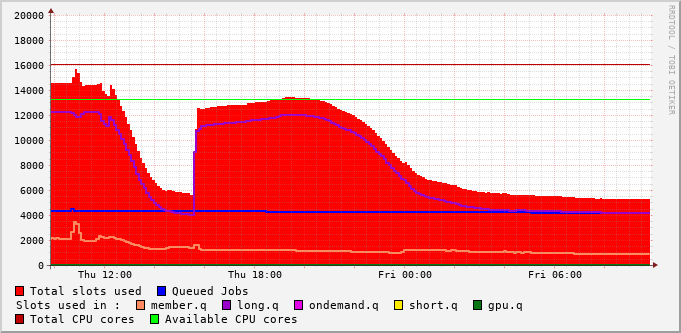 RRDTOOL / TOBI OETIKER
20000
18000
16000
14000
12000
10000
8000
6000
4000
2000
0
Thu 12:00 Thu 18:00 Fri 00:00 Fri 06:00
Total slots used Queued Jobs
Slots used in : member.q long.q ondemand.q short.q gpu.q
Total CPU cores Available CPU cores